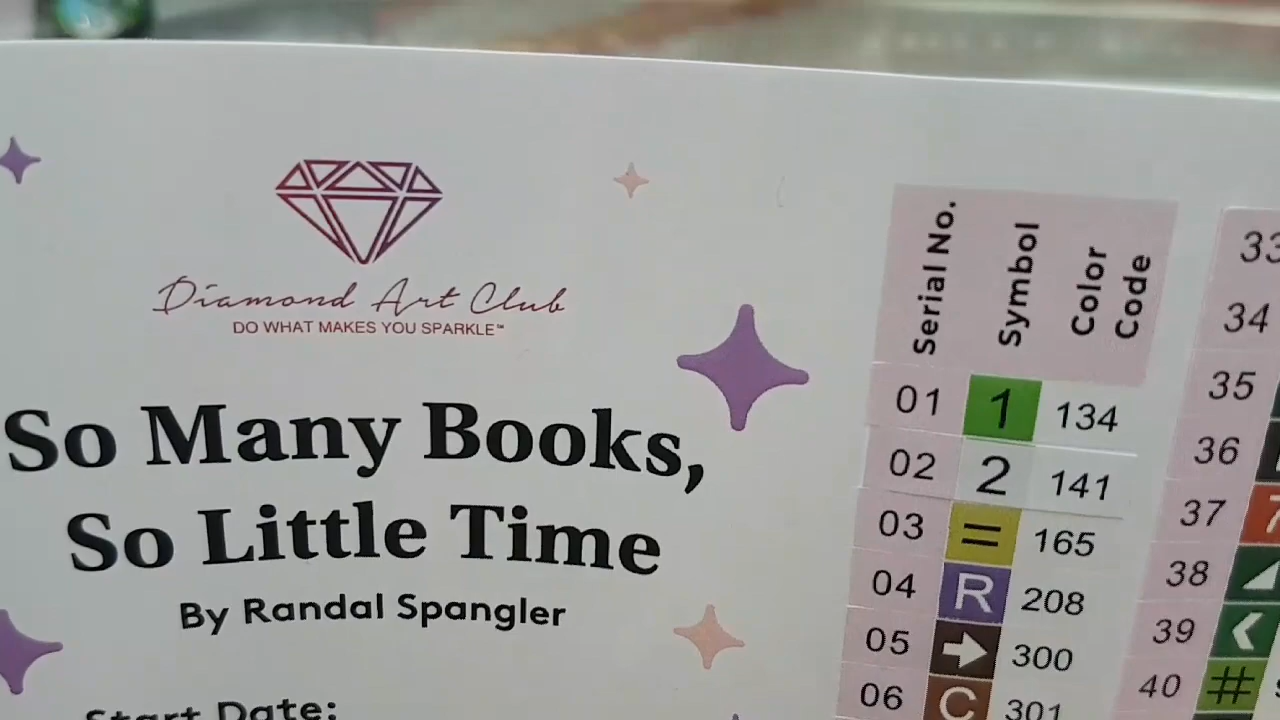 Diamond Art Club
DO WHAT MAKES YOU SPARKLE™
So Many Books,
So Little Time
By Randal Spangler
Start Date:
Serial No. Symbol Color Code
01 1 134
02 2 141
03 = 165
04 R 208
05 300
06 C 301
33
34
35
36
37
38
39
40 #